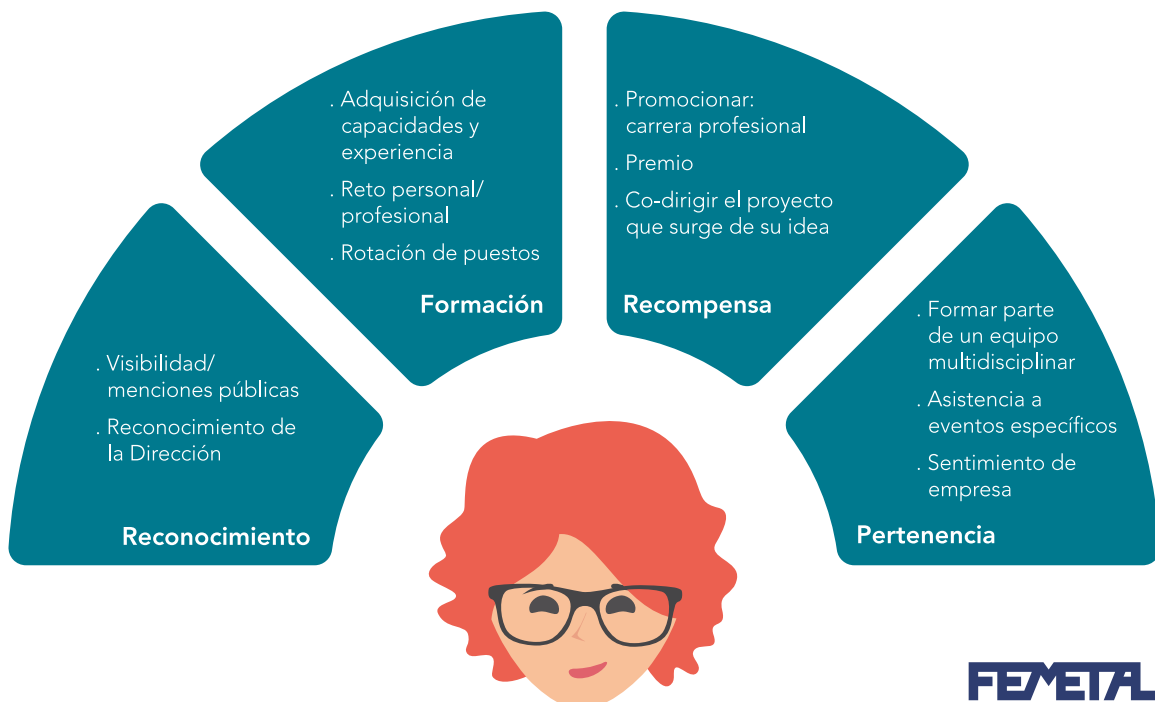 . Visibilidad/
menciones públicas
. Reconocimiento de
la Dirección
Reconocimiento
. Adquisición de
capacidades y
experiencia
. Reto personal/
profesional
. Rotación de puestos
Formación
. Promocionar:
carrera profesional
. Premio
. Co-dirigir el proyecto
que surge de su idea
Recompensa
. Formar parte
de un equipo
multidisciplinar
. Asistencia a
eventos específicos
. Sentimiento de
empresa
Pertenencia
FEMETAL